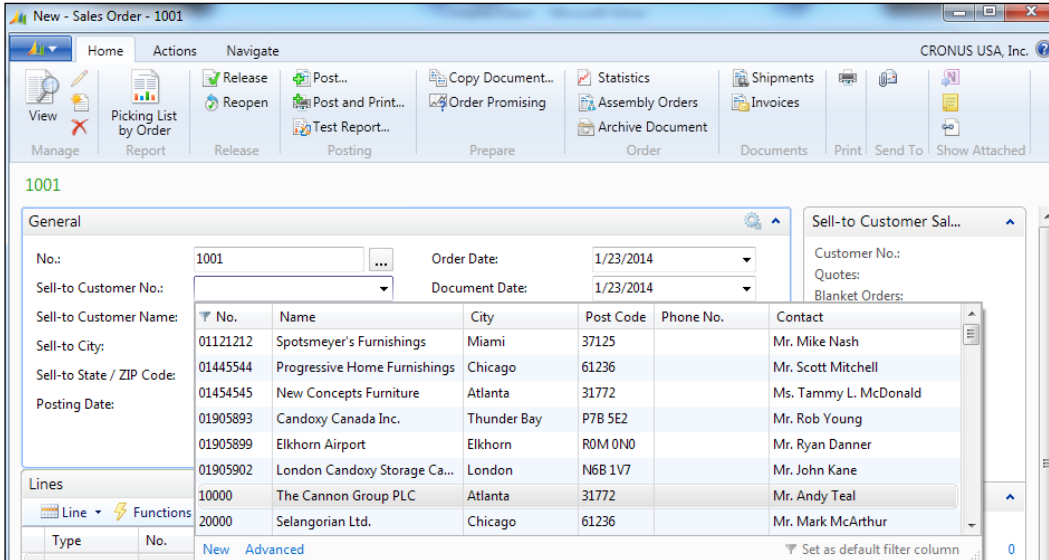 New - Sales Order - 1001
Home Actions Navigate CRONUS USA, Inc.
View
Picking List
by Order
Release
Reopen
Post...
Post and Print...
Test Report...
Copy Document...
Order Promising
Statistics
Assembly Orders
Archive Document
Shipments
Invoices
Manage Report Release Posting Prepare Order Documents Print Send To Show Attached
1001
General
No.: 1001 ... Order Date: 1/23/2014
Sell-to Customer No.: Document Date: 1/23/2014
Sell-to Customer Name:
Sell-to City:
Sell-to State / ZIP Code:
Posting Date:
No. Name City Post Code Phone No. Contact
01121212 Spotsmeyer's Furnishings Miami 37125 Mr. Mike Nash
01445544 Progressive Home Furnishings Chicago 61236 Mr. Scott Mitchell
01454545 New Concepts Furniture Atlanta 31772 Ms. Tammy L. McDonald
01905893 Candoxy Canada Inc. Thunder Bay P7B 5E2 Mr. Rob Young
01905899 Elkhorn Airport Elkhorn R0M 0N0 Mr. Ryan Danner
01905902 London Candoxy Storage Ca... London N6B 1V7 Mr. John Kane
10000 The Cannon Group PLC Atlanta 31772 Mr. Andy Teal
20000 Selangorian Ltd. Chicago 61236 Mr. Mark McArthur
New Advanced Set as default filter column
Sell-to Customer Sal...
Customer No.:
Quotes:
Blanket Orders:
0
Lines
Line Functions
Type No.